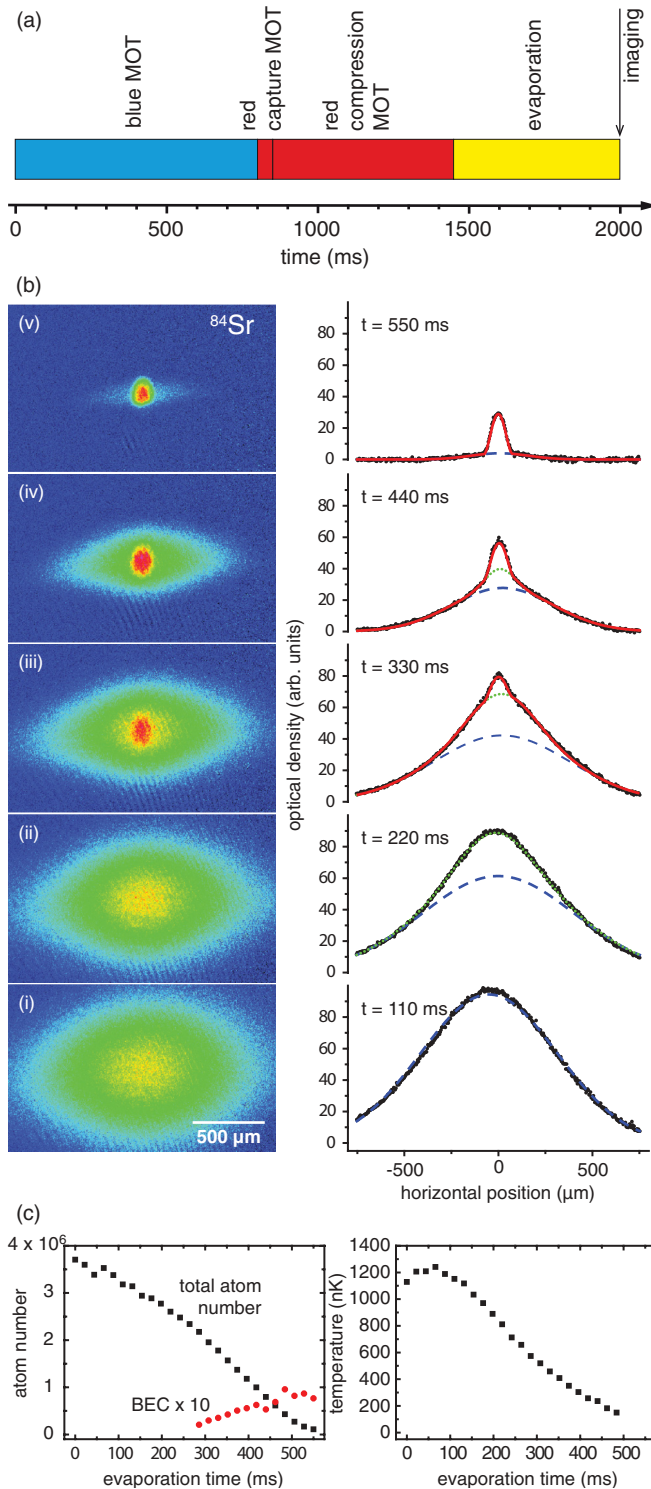 (a)
blue MOT
red
capture MOT
red
compression
MOT
evaporation
imaging
0 500 1000 1500 2000
time (ms)
(b)
(v) ⁸⁴Sr
(iv)
(iii)
(ii)
(i)
500 µm
t = 550 ms
80
60
40
20
0
t = 440 ms
80
60
40
20
0
t = 330 ms
80
60
40
20
0
t = 220 ms
80
60
40
20
0
t = 110 ms
80
60
40
20
0
optical density (arb. units)
-500 0 500
horizontal position (µm)
(c)
4 x 10⁶
3
2
1
0
atom number
total atom
number
BEC x 10
0 100 200 300 400 500
evaporation time (ms)
1400
1200
1000
800
600
400
200
0
temperature (nK)
0 100 200 300 400 500
evaporation time (ms)